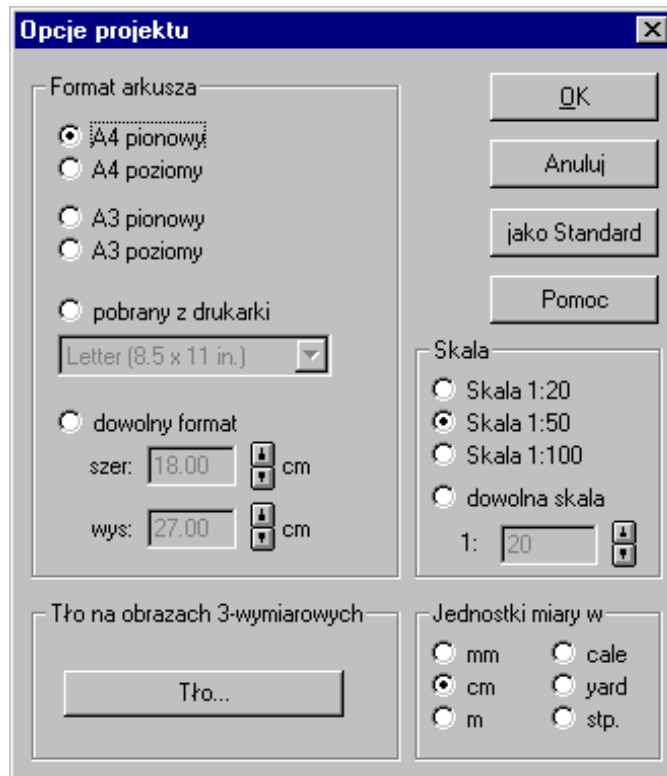 Opcje projektu
Format arkusza
A4 pionowy
A4 poziomy
A3 pionowy
A3 poziomy
pobrany z drukarki
Letter (8.5 x 11 in.)
dowolny format
szer: 18.00 cm
wys: 27.00 cm
OK
Anuluj
jako Standard
Pomoc
Skala
Skala 1:20
Skala 1:50
Skala 1:100
dowolna skala
1: 20
Tło na obrazach 3-wymiarowych
Tło...
Jednostki miary w
mm cale
cm yard
m stp.